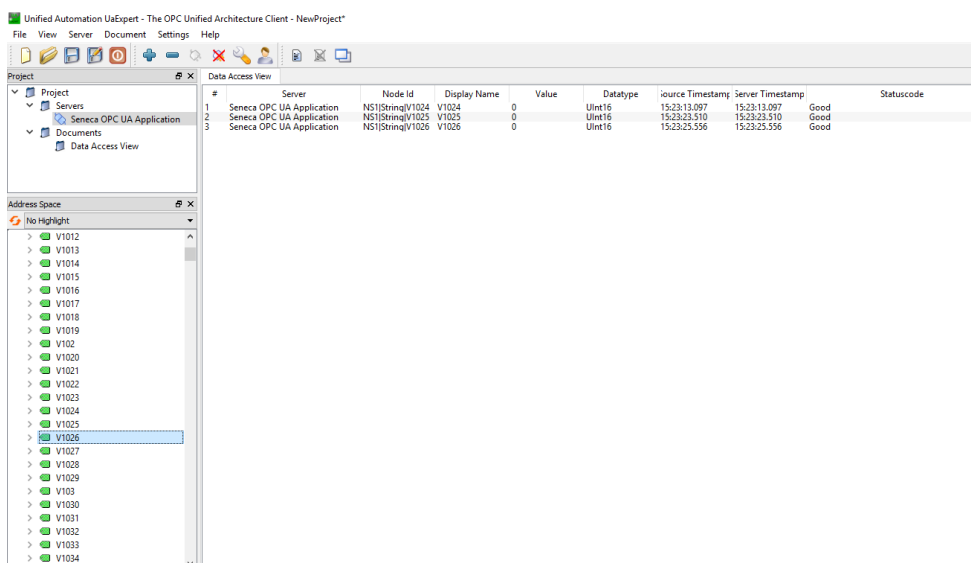 Unified Automation UaExpert - The OPC Unified Architecture Client - NewProject*
File View Server Document Settings Help
Project
Project
Servers
Seneca OPC UA Application
Documents
Data Access View
Data Access View
# Server Node Id Display Name Value Datatype Source Timestamp Server Timestamp Statuscode
1 Seneca OPC UA Application NS1|String|V1024 V1024 0 UInt16 15:23:13.097 15:23:13.097 Good
2 Seneca OPC UA Application NS1|String|V1025 V1025 0 UInt16 15:23:23.510 15:23:23.510 Good
3 Seneca OPC UA Application NS1|String|V1026 V1026 0 UInt16 15:23:25.556 15:23:25.556 Good
Address Space
No Highlight
V1012
V1013
V1014
V1015
V1016
V1017
V1018
V1019
V102
V1020
V1021
V1022
V1023
V1024
V1025
V1026
V1027
V1028
V1029
V103
V1030
V1031
V1032
V1033
V1034